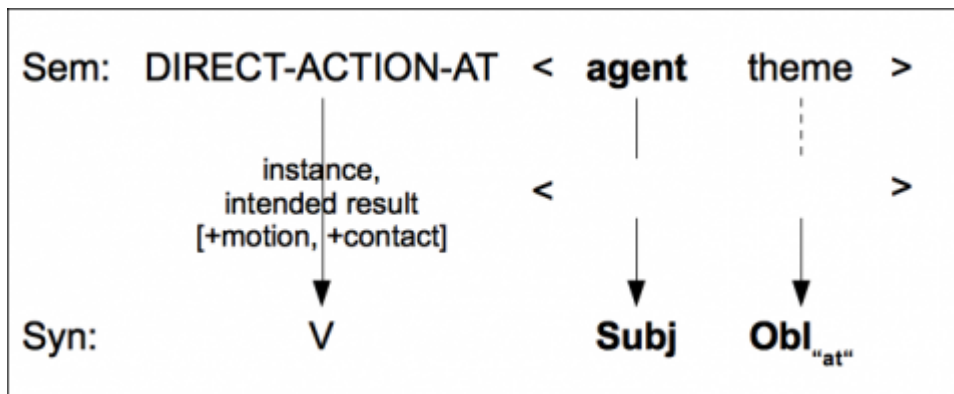 Sem: DIRECT-ACTION-AT < agent theme >
instance,
intended result
[+motion, +contact]
< >
Syn: V Subj Obl "at“